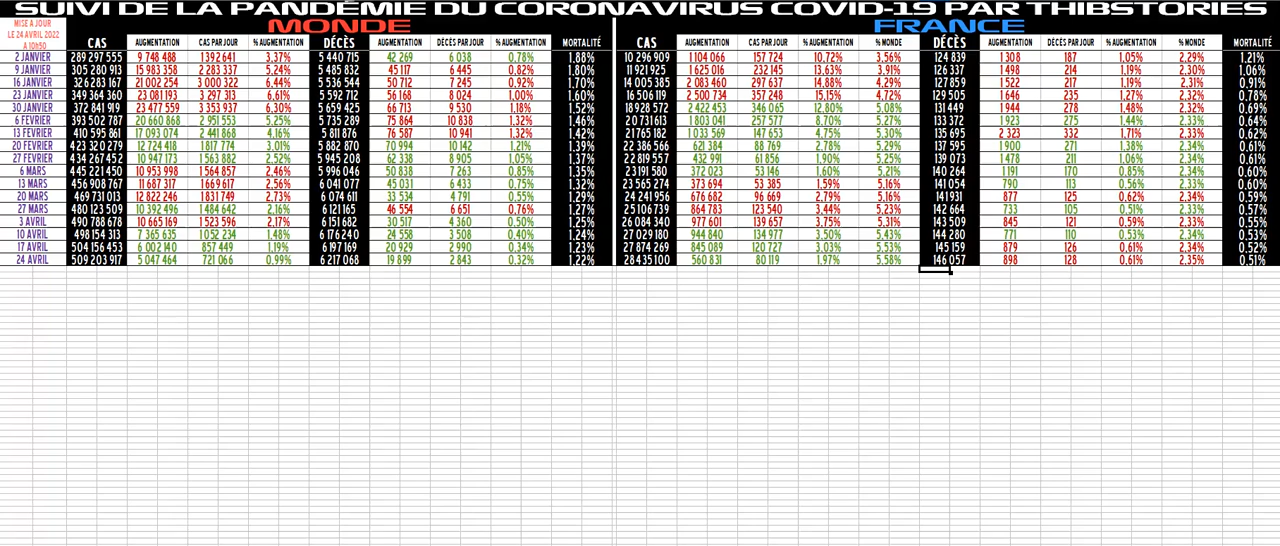 SUIVI DE LA PANDÉMIE DU CORONAVIRUS COVID-19 PAR THIBSTORIES
MISE A JOUR
LE 24 AVRIL 2022
A 10h50
MONDE FRANCE
CAS AUGMENTATION CAS PAR JOUR % AUGMENTATION DÉCÈS AUGMENTATION DÉCÈS PAR JOUR % AUGMENTATION MORTALITÉ CAS AUGMENTATION CAS PAR JOUR % AUGMENTATION % MONDE DÉCÈS AUGMENTATION DÉCÈS PAR JOUR % AUGMENTATION % MONDE MORTALITÉ
2 JANVIER 289 297 555 9 748 488 1 392 641 3,37% 5 440 715 42 269 6 038 0,78% 1,88% 10 296 909 1 104 066 157 724 10,72% 3,56% 124 839 1 308 187 1,05% 2,29% 1,21%
9 JANVIER 305 280 913 15 983 358 2 283 337 5,24% 5 485 832 45 117 6 445 0,82% 1,80% 11 921 925 1 625 016 232 145 13,63% 3,91% 126 337 1 498 214 1,19% 2,30% 1,06%
16 JANVIER 326 283 167 21 002 254 3 000 322 6,44% 5 536 544 50 712 7 245 0,92% 1,70% 14 005 385 2 083 460 297 637 14,88% 4,29% 127 859 1 522 217 1,19% 2,31% 0,91%
23 JANVIER 349 364 360 23 081 193 3 297 313 6,61% 5 592 712 56 168 8 024 1,00% 1,60% 16 506 119 2 500 734 357 248 15,15% 4,72% 129 505 1 646 235 1,27% 2,32% 0,78%
30 JANVIER 372 841 919 23 477 559 3 353 937 6,30% 5 659 425 66 713 9 530 1,18% 1,52% 18 928 572 2 422 453 346 065 12,80% 5,08% 131 449 1 944 278 1,48% 2,32% 0,69%
6 FEVRIER 393 502 787 20 660 868 2 951 553 5,25% 5 735 289 75 864 10 838 1,32% 1,46% 20 731 613 1 803 041 257 577 8,70% 5,27% 133 372 1 923 275 1,44% 2,33% 0,64%
13 FEVRIER 410 595 861 17 093 074 2 441 868 4,16% 5 811 876 76 587 10 941 1,32% 1,42% 21 765 182 1 033 569 147 653 4,75% 5,30% 135 695 2 323 332 1,71% 2,33% 0,62%
20 FEVRIER 423 320 279 12 724 418 1 817 774 3,01% 5 882 870 70 994 10 142 1,21% 1,39% 22 386 566 621 384 88 769 2,78% 5,29% 137 595 1 900 271 1,38% 2,34% 0,61%
27 FEVRIER 434 267 452 10 947 173 1 563 882 2,52% 5 945 208 62 338 8 905 1,05% 1,37% 22 819 557 432 991 61 856 1,90% 5,25% 139 073 1 478 211 1,06% 2,34% 0,61%
6 MARS 445 221 450 10 953 998 1 564 857 2,46% 5 996 046 50 838 7 263 0,85% 1,35% 23 191 580 372 023 53 146 1,60% 5,21% 140 264 1 191 170 0,85% 2,34% 0,60%
13 MARS 456 908 767 11 687 317 1 669 617 2,56% 6 041 077 45 031 6 433 0,75% 1,32% 23 565 274 373 694 53 385 1,59% 5,16% 141 054 790 113 0,56% 2,33% 0,60%
20 MARS 469 731 013 12 822 246 1 831 749 2,73% 6 074 611 33 534 4 791 0,55% 1,29% 24 241 956 676 682 96 669 2,79% 5,16% 141 931 877 125 0,62% 2,34% 0,59%
27 MARS 480 123 509 10 392 496 1 484 642 2,16% 6 121 165 46 554 6 651 0,76% 1,27% 25 106 739 864 783 123 540 3,44% 5,23% 142 664 733 105 0,51% 2,33% 0,57%
3 AVRIL 490 788 678 10 665 169 1 523 596 2,17% 6 151 682 30 517 4 360 0,50% 1,25% 26 084 340 977 601 139 657 3,75% 5,31% 143 509 845 121 0,59% 2,33% 0,55%
10 AVRIL 498 154 313 7 365 635 1 052 234 1,48% 6 176 240 24 558 3 508 0,40% 1,24% 27 029 180 944 840 134 977 3,50% 5,43% 144 280 771 110 0,53% 2,34% 0,53%
17 AVRIL 504 156 453 6 002 140 857 449 1,19% 6 197 169 20 929 2 990 0,34% 1,23% 27 874 269 845 089 120 727 3,03% 5,53% 145 159 879 126 0,61% 2,34% 0,52%
24 AVRIL 509 203 917 5 047 464 721 066 0,99% 6 217 068 19 899 2 843 0,32% 1,22% 28 435 100 560 831 80 119 1,97% 5,58% 146 057 898 128 0,61% 2,35% 0,51%